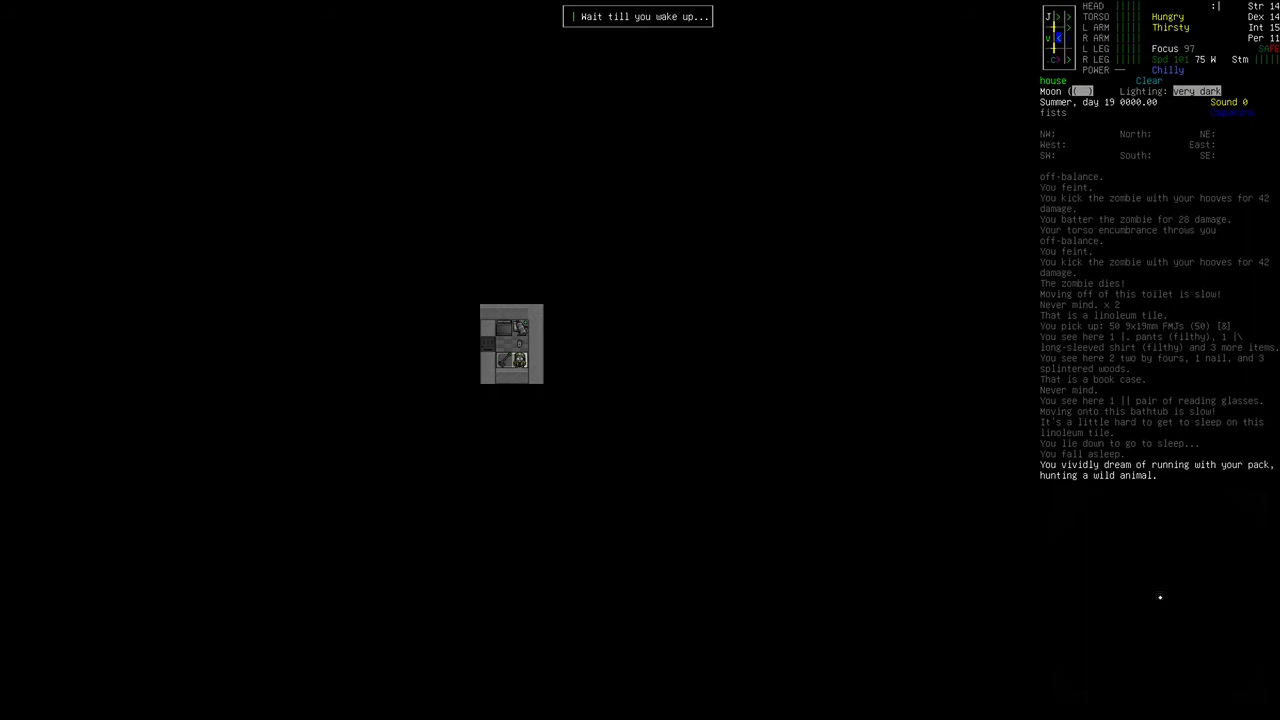 Wait till you wake up...
HEAD ||||| :| Str 14
TORSO ||||| Hungry Dex 14
L ARM ||||| Thirsty Int 15
R ARM ||||| Per 11
L LEG ||||| Focus 97 SAFE
R LEG ||||| Spd 101 75 W Stm |||||
POWER -- Chilly
house Clear
Moon (( ) Lighting: very dark
Summer, day 19 0000.00 Sound 0
fists
NW: North: NE:
West: East:
SW: South: SE:
off-balance.
You feint.
You kick the zombie with your hooves for 42
damage.
You batter the zombie for 28 damage.
Your torso encumbrance throws you
off-balance.
You feint.
You kick the zombie with your hooves for 42
damage.
The zombie dies!
Moving off of this toilet is slow!
Never mind. x 2
That is a linoleum tile.
You pick up: 50 9x19mm FMJs (50) [8]
You see here 1 |. pants (filthy), 1 |\
long-sleeved shirt (filthy) and 3 more items.
You see here 2 two by fours, 1 nail, and 3
splintered woods.
That is a book case.
Never mind.
You see here 1 || pair of reading glasses.
Moving onto this bathtub is slow!
It's a little hard to get to sleep on this
linoleum tile.
You lie down to go to sleep...
You fall asleep.
You vividly dream of running with your pack,
hunting a wild animal.